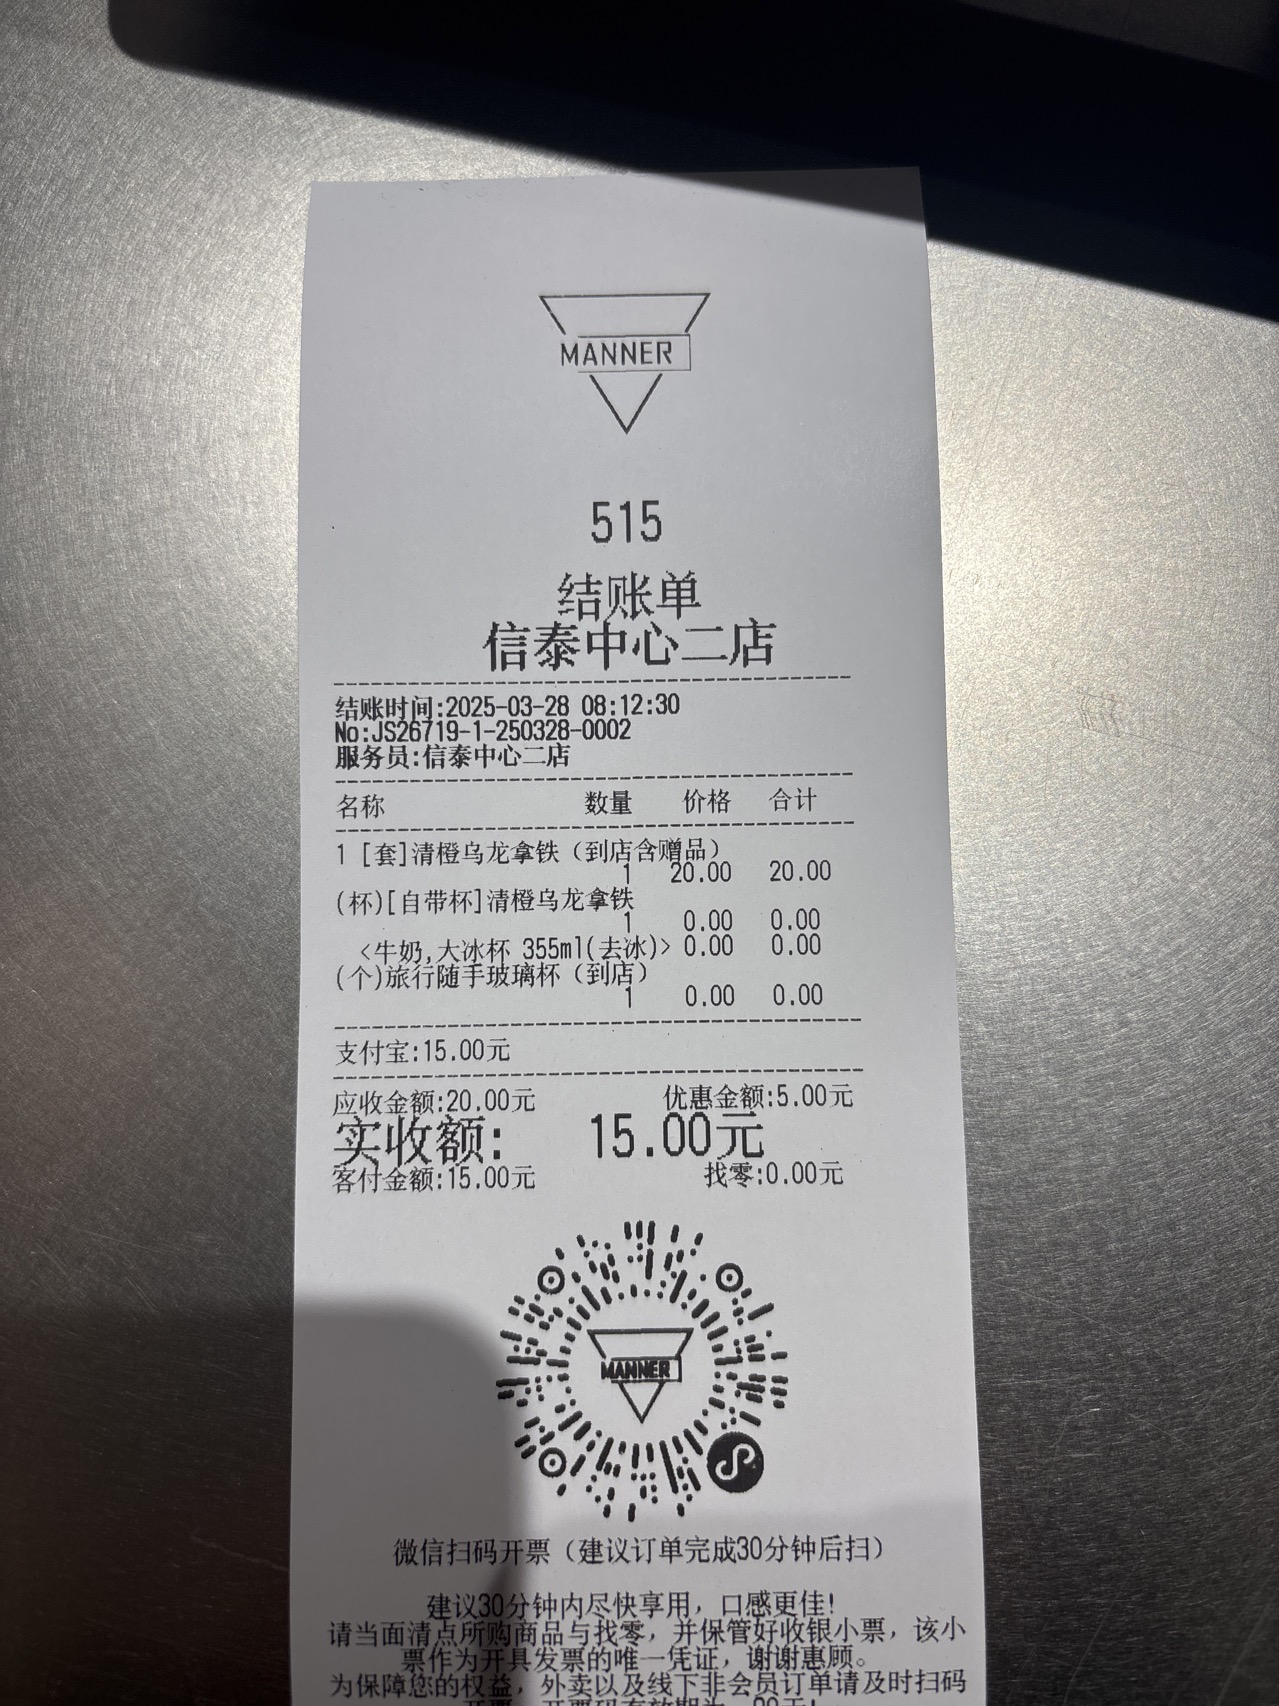 MANNER
515
结账单
信泰中心二店
结账时间:2025-03-28 08:12:30
No:JS26719-1-250328-0002
服务员:信泰中心二店
名称 数量 价格 合计
1 [套]清橙乌龙拿铁（到店含赠品）
1 20.00 20.00
(杯)[自带杯]清橙乌龙拿铁
1 0.00 0.00
<牛奶,大冰杯 355ml(去冰)> 0.00 0.00
(个)旅行随手玻璃杯（到店）
1 0.00 0.00
支付宝:15.00元
应收金额:20.00元 优惠金额:5.00元
实收额: 15.00元
客付金额:15.00元 找零:0.00元
MANNER
微信扫码开票（建议订单完成30分钟后扫）
建议30分钟内尽快享用，口感更佳!
请当面清点所购商品与找零，并保管好收银小票，该小
票作为开具发票的唯一凭证，谢谢惠顾。
为保障您的权益，外卖以及线下非会员订单请及时扫码